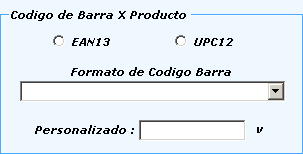 Codigo de Barra X Producto
EAN13 UPC12
Formato de Codigo Barra
Personalizado : v